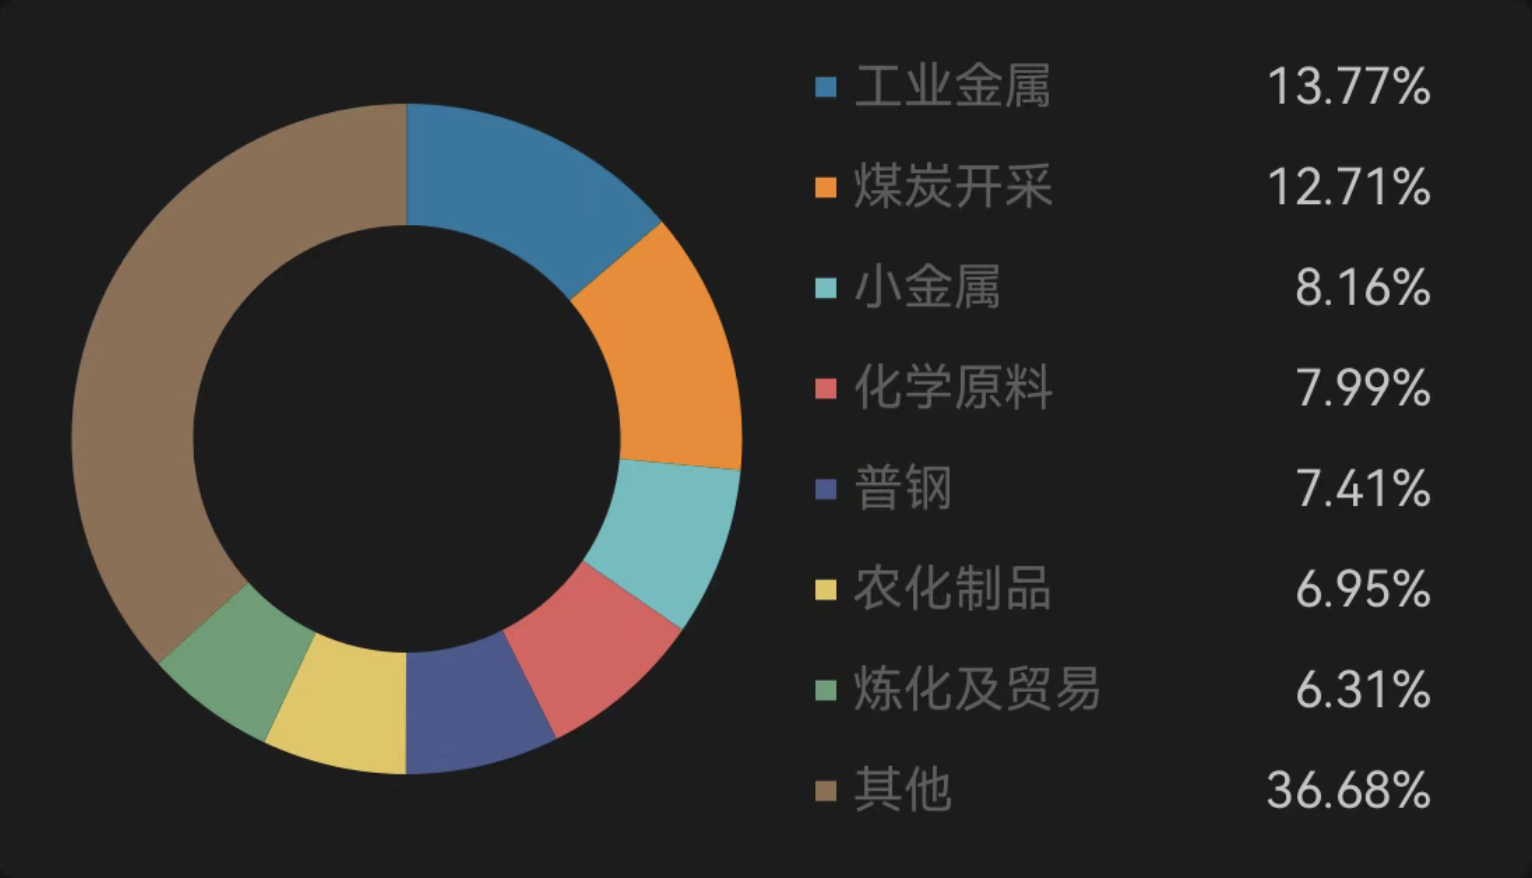 工业金属 13.77%
煤炭开采 12.71%
小金属 8.16%
化学原料 7.99%
普钢 7.41%
农化制品 6.95%
炼化及贸易 6.31%
其他 36.68%